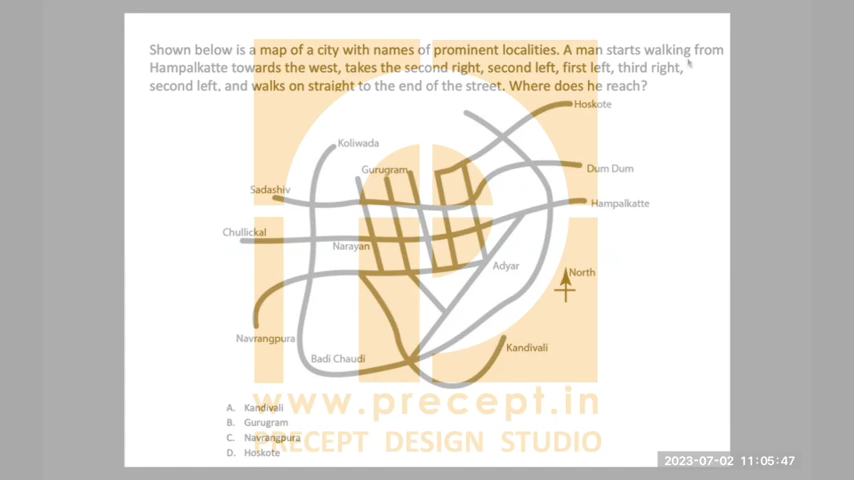 Shown below is a map of a city with names of prominent localities. A man starts walking from
Hampalkatte towards the west, takes the second right, second left, first left, third right,
second left, and walks on straight to the end of the street. Where does he reach?
Hoskote
Koliwada
Gurugram
Dum Dum
Sadashiv
Hampalkatte
Chullickal
Narayan
Adyar
North
Navrangpura
Kandivali
Badi Chaudi
www.precept.in
A. Kandivali
B. Gurugram
C. Navrangpura
PRECEPT DESIGN STUDIO
D. Hoskote
2023-07-02 11:05:47